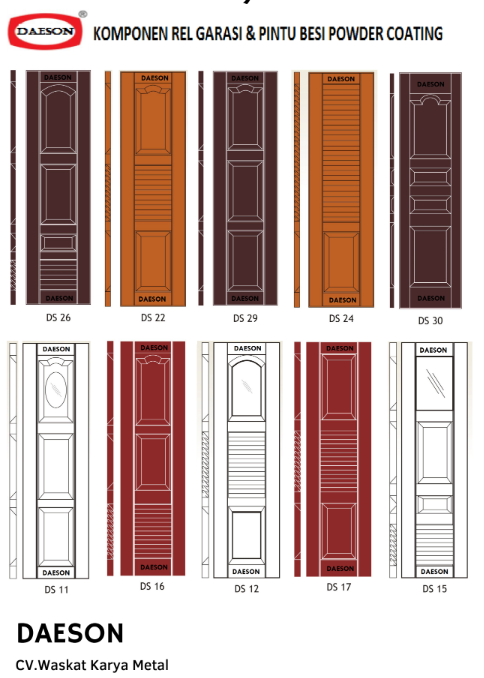 DAESON ®
KOMPONEN REL GARASI & PINTU BESI POWDER COATING
DAESON DAESON DAESON DAESON DAESON
DAESON DAESON DAESON DAESON DAESON
DS 26 DS 22 DS 29 DS 24 DS 30
DAESON DAESON DAESON DAESON DAESON
DAESON DAESON DAESON DAESON DAESON
DS 11 DS 16 DS 12 DS 17 DS 15
DAESON
CV.Waskat Karya Metal